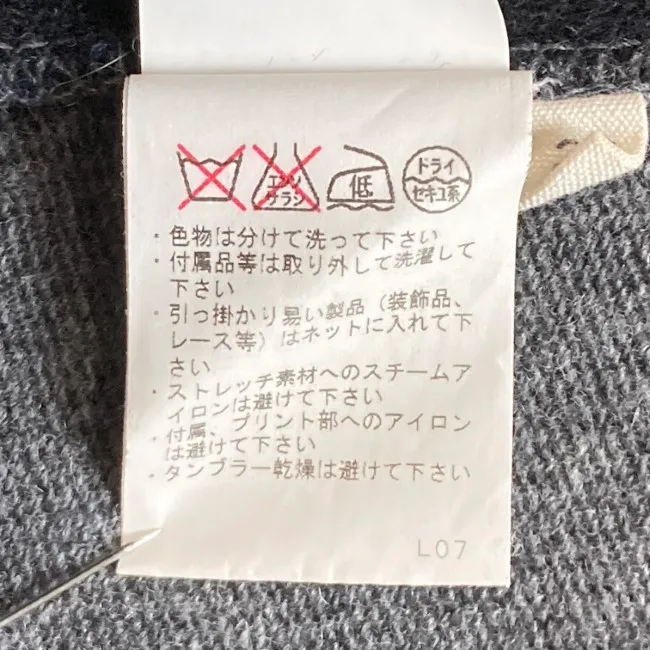 エンソ
サラシ
低
ドライ
セキユ系
・色物は分けて洗って下さい
・付属品等は取り外して洗濯して
下さい
・引っ掛かり易い製品（装飾品、
レース等）はネットに入れて下
さい
・ストレッチ素材へのスチームア
イロンは避けて下さい
・付属、プリント部へのアイロン
は避けて下さい
・タンブラー乾燥は避けて下さい
L07